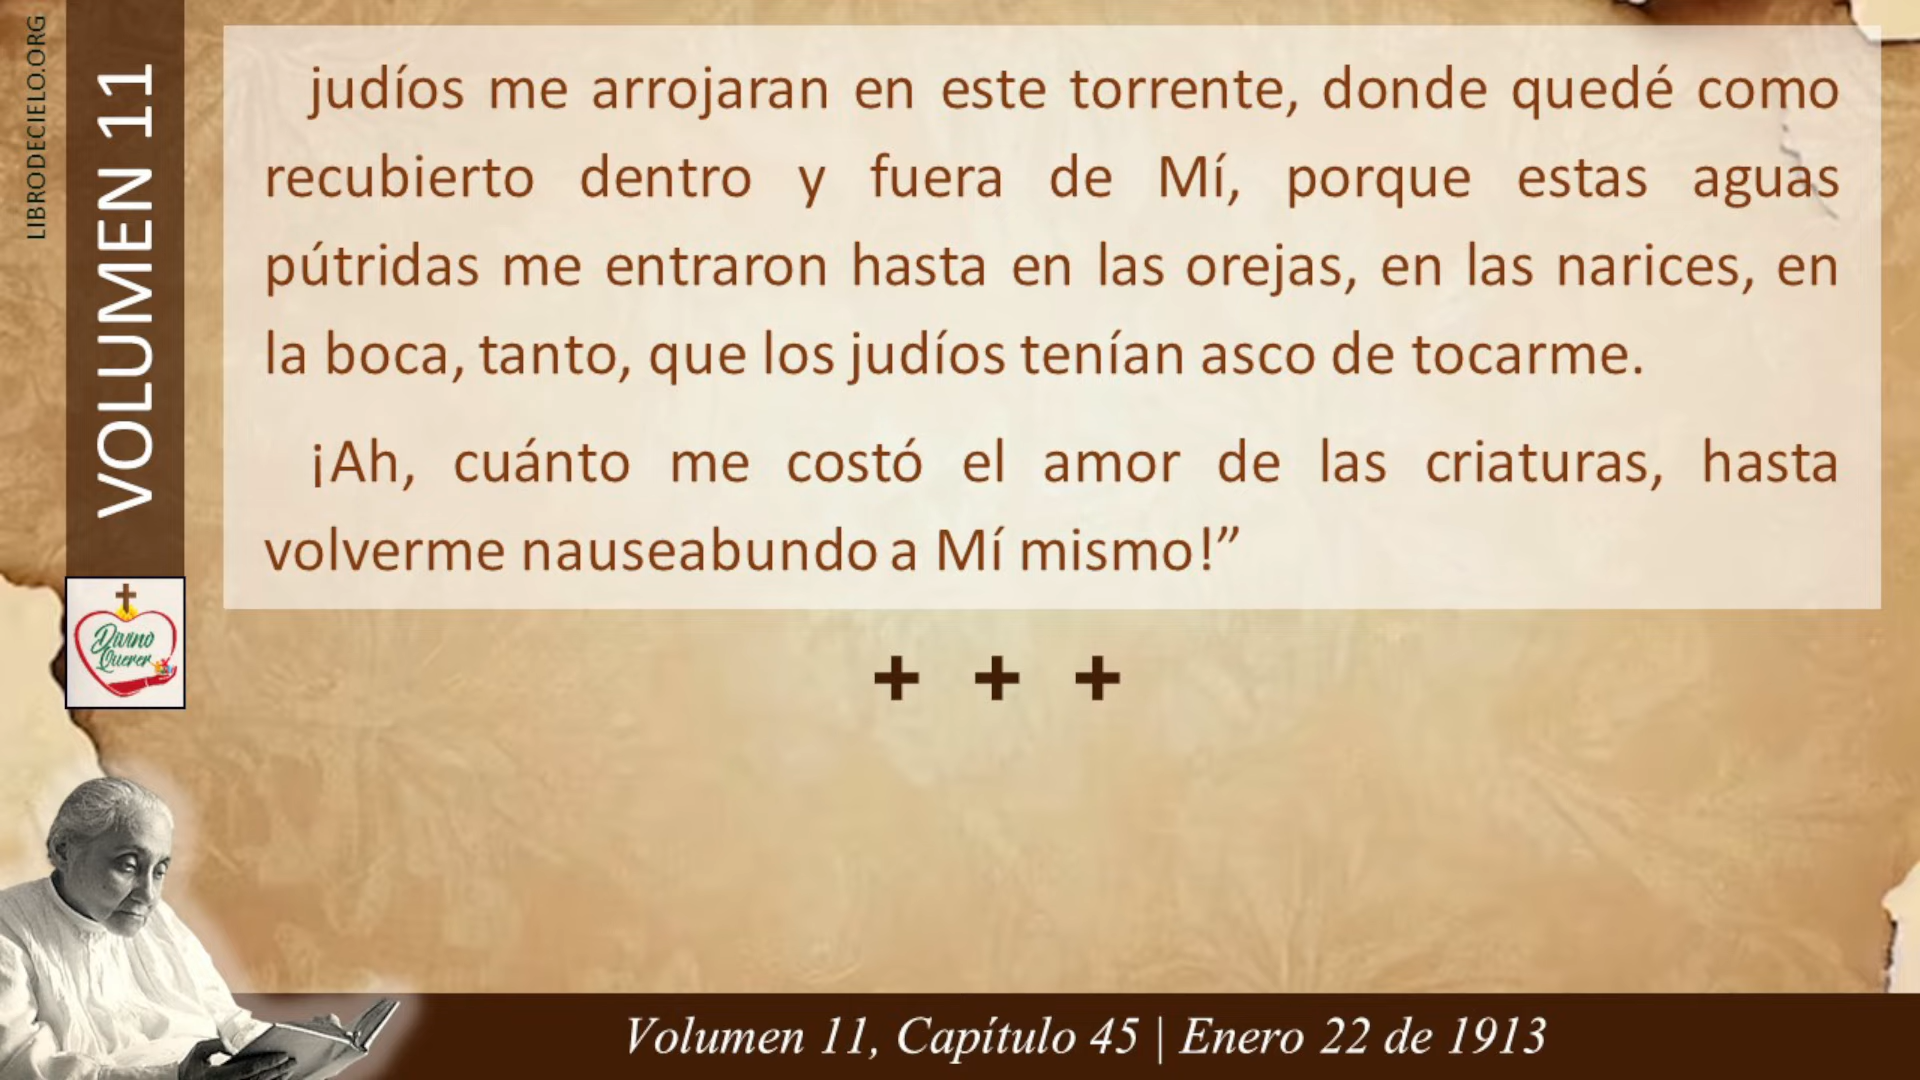 LIBRODECIELO.ORG
VOLUMEN 11
judíos me arrojaran en este torrente, donde quedé como
recubierto dentro y fuera de Mí, porque estas aguas
pútridas me entraron hasta en las orejas, en las narices, en
la boca, tanto, que los judíos tenían asco de tocarme.
¡Ah, cuánto me costó el amor de las criaturas, hasta
volverme nauseabundo a Mí mismo!”
+ + +
Divino
Querer
Volumen 11, Capítulo 45 | Enero 22 de 1913